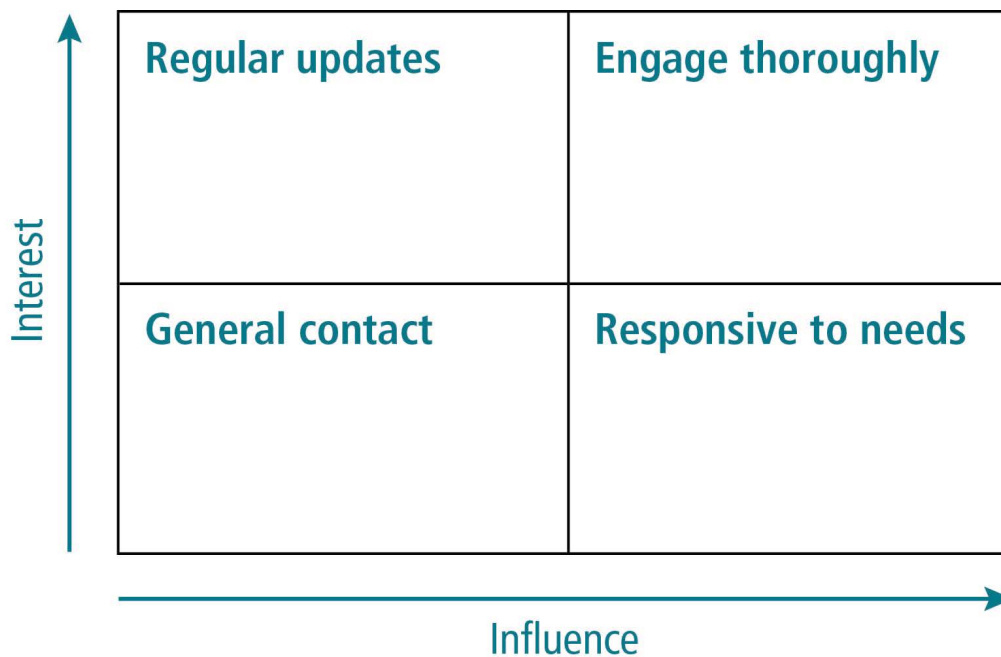 Regular updates
Engage thoroughly
Interest
General contact
Responsive to needs
Influence